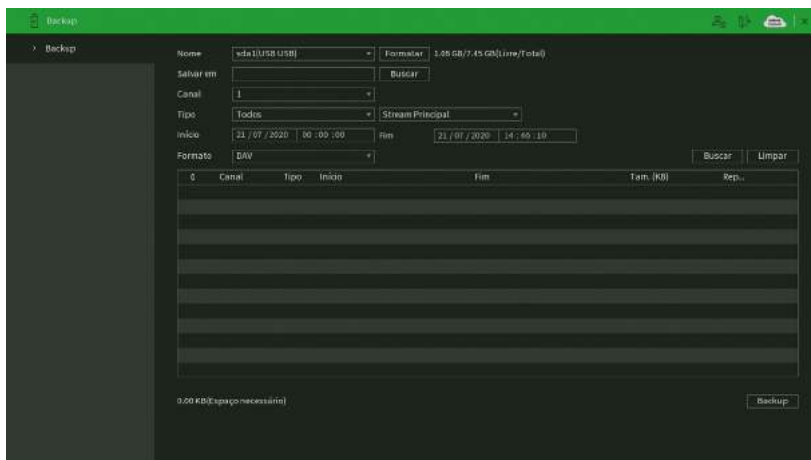 Backup
Backup
Nome sda1(USB USB) Formatar 1.05 GB/7.45 GB(Livre/Total)
Salvar em Buscar
Canal 1
Tipo Todos Stream Principal
Início 21 / 07 / 2020 00 : 00 : 00 Fim 21 / 07 / 2020 14 : 46 : 10
Formato DAV Buscar Limpar
0 Canal Tipo Início Fim Tam. (KB) Rep...
0.00 KB(Espaço necessário) Backup